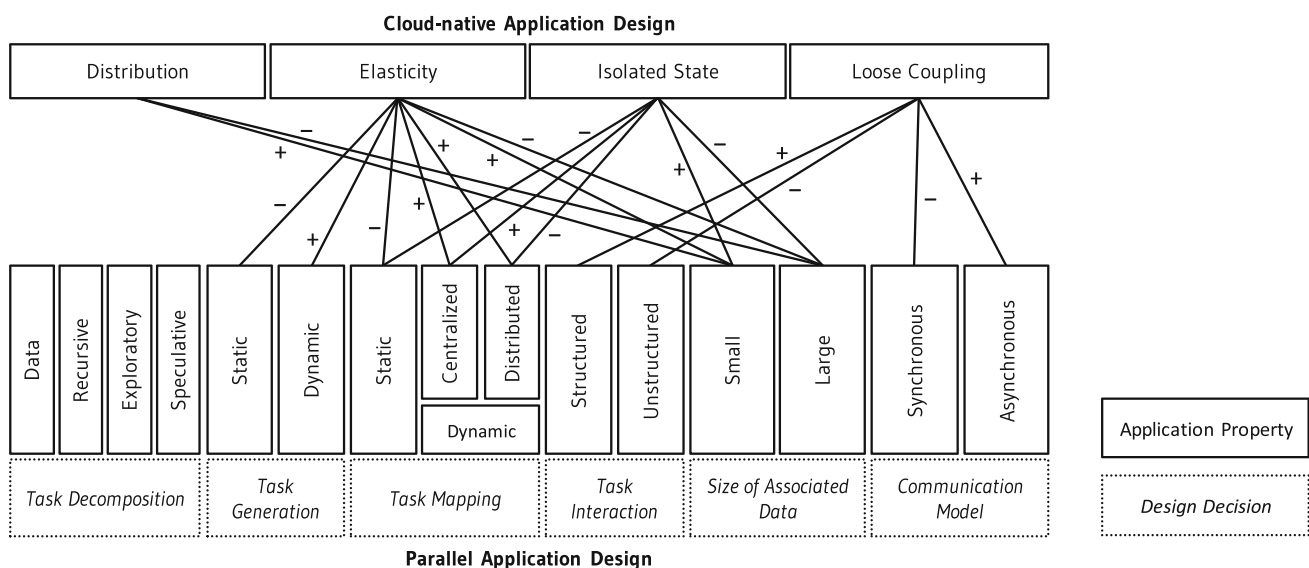 Cloud-native Application Design
Distribution
Elasticity
Isolated State
Loose Coupling
−
+
−
+
−
+
+
+
−
−
+
−
+
−
+
−
−
+
Data
Recursive
Exploratory
Speculative
Static
Dynamic
Static
Centralized
Distributed
Dynamic
Structured
Unstructured
Small
Large
Synchronous
Asynchronous
Task Decomposition
Task
Generation
Task Mapping
Task
Interaction
Size of Associated
Data
Communication
Model
Parallel Application Design
Application Property
Design Decision